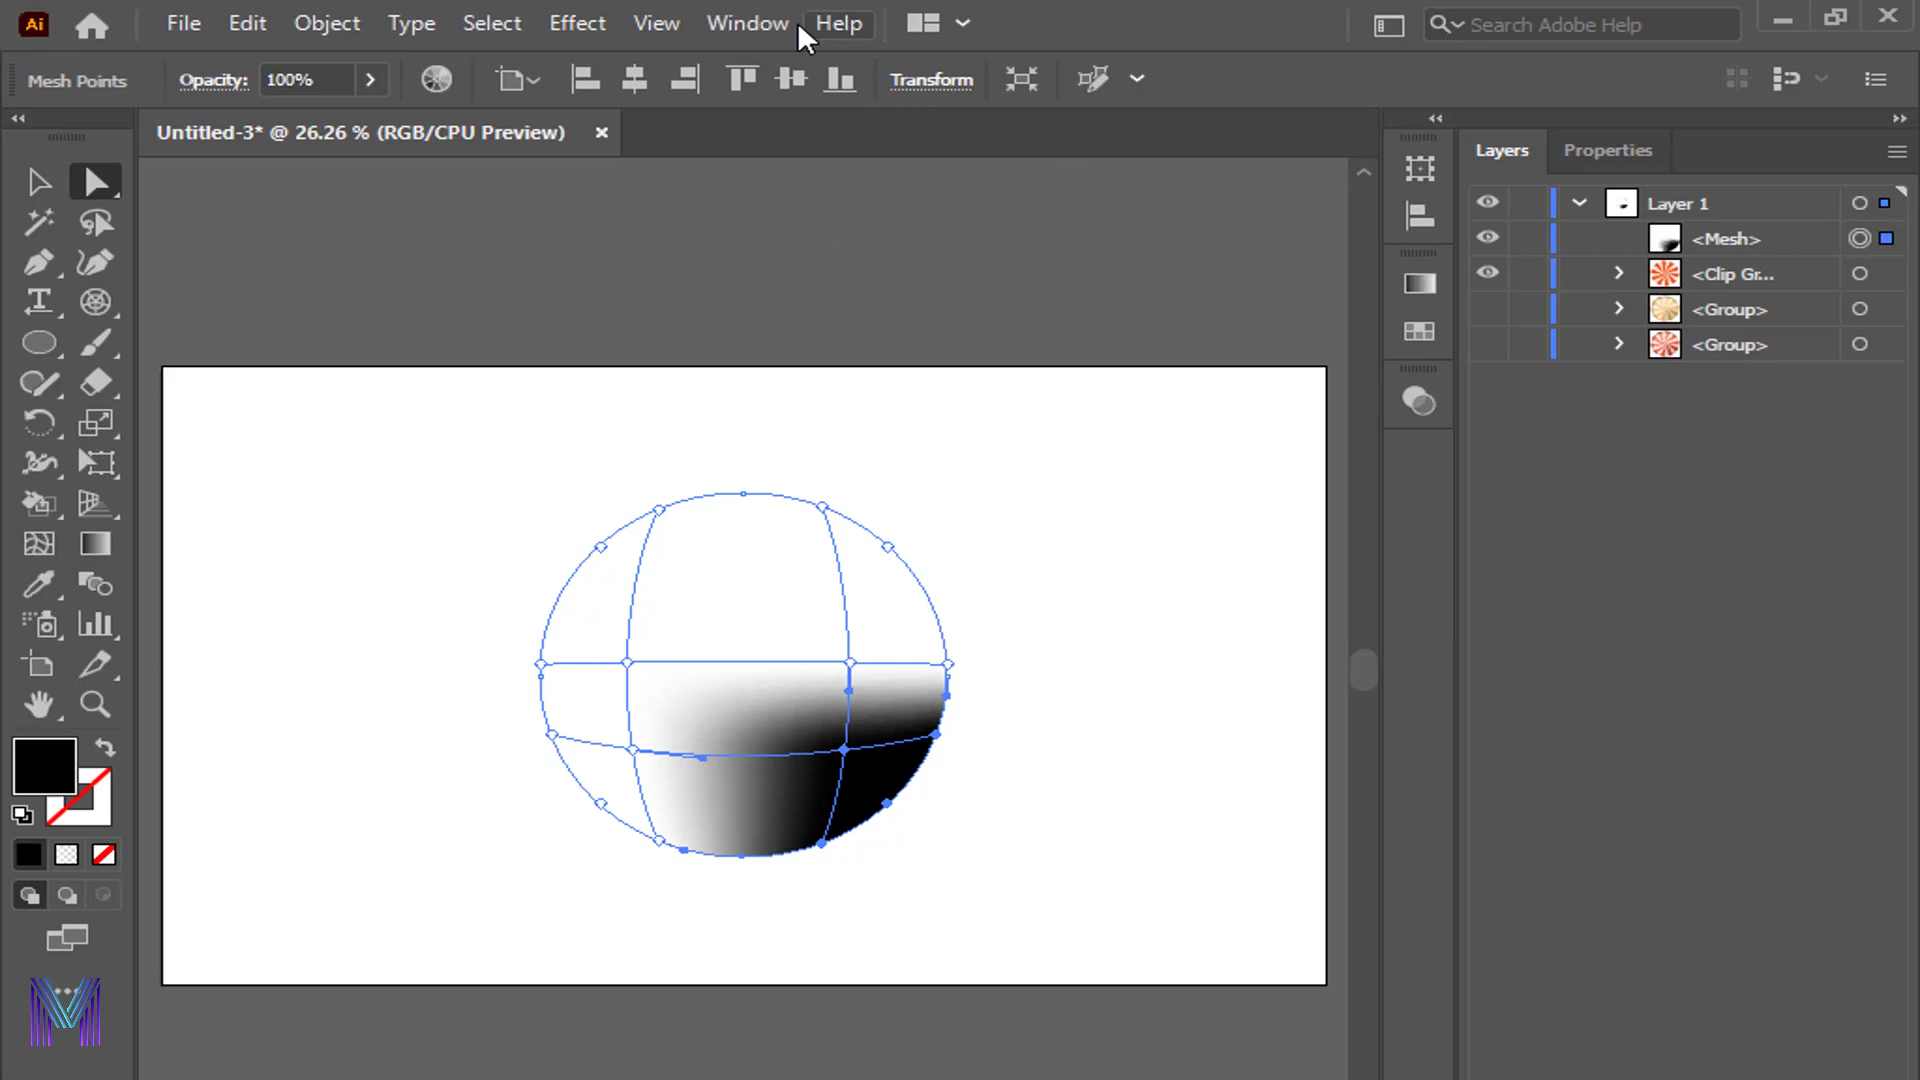 Ai File Edit Object Type Select Effect View Window Help Search Adobe Help
Mesh Points Opacity: 100% Transform
Untitled-3* @ 26.26 % (RGB/CPU Preview)
Layers Properties
Layer 1
<Mesh>
<Clip Gr...
<Group>
<Group>